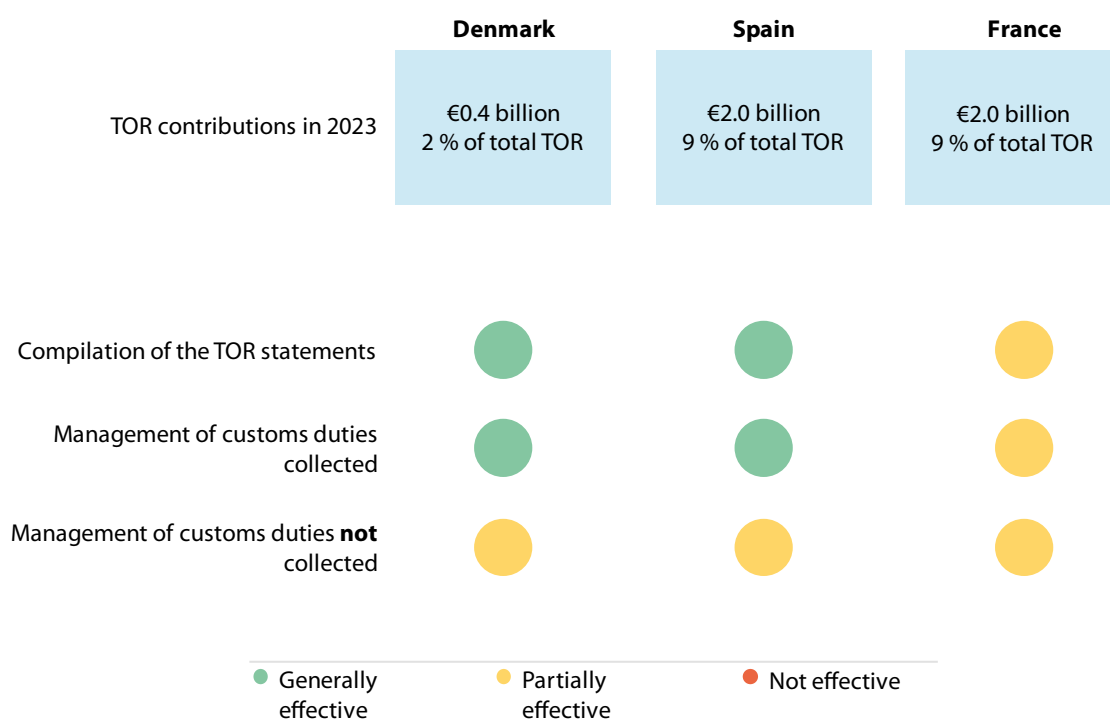 Denmark
Spain
France
TOR contributions in 2023
€0.4 billion
2 % of total TOR
€2.0 billion
9 % of total TOR
€2.0 billion
9 % of total TOR
Compilation of the TOR statements
Management of customs duties
collected
Management of customs duties not
collected
Generally
effective
Partially
effective
Not effective